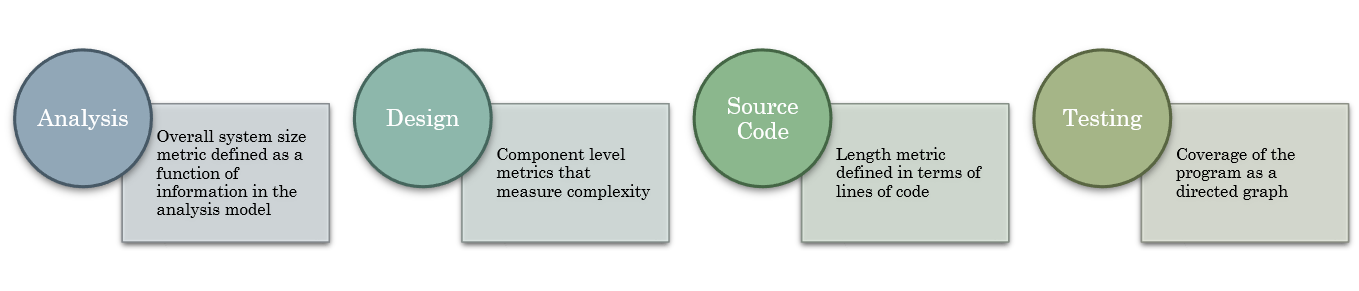 Analysis
Overall system size
metric defined as a
function of
information in the
analysis model
Design
Component level
metrics that
measure complexity
Source
Code
Length metric
defined in terms of
lines of code
Testing
Coverage of the
program as a
directed graph